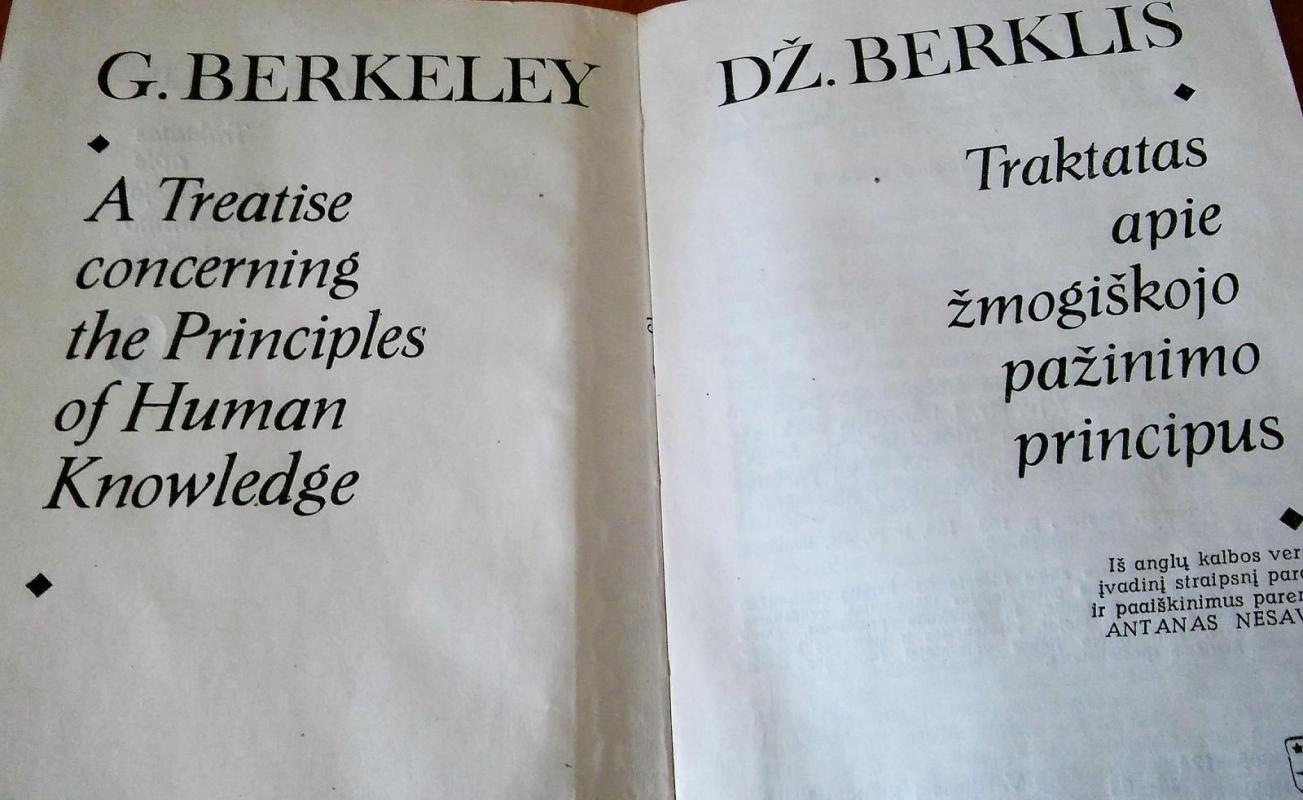 G. BERKELEY
A Treatise
concerning
the Principles
of Human
Knowledge
DŽ. BERKLIS
Traktatas
apie
žmogiškojo
pažinimo
principus
Iš anglų kalbos
įvadinį straipsnį
ir paaiškinimus
ANTANAS